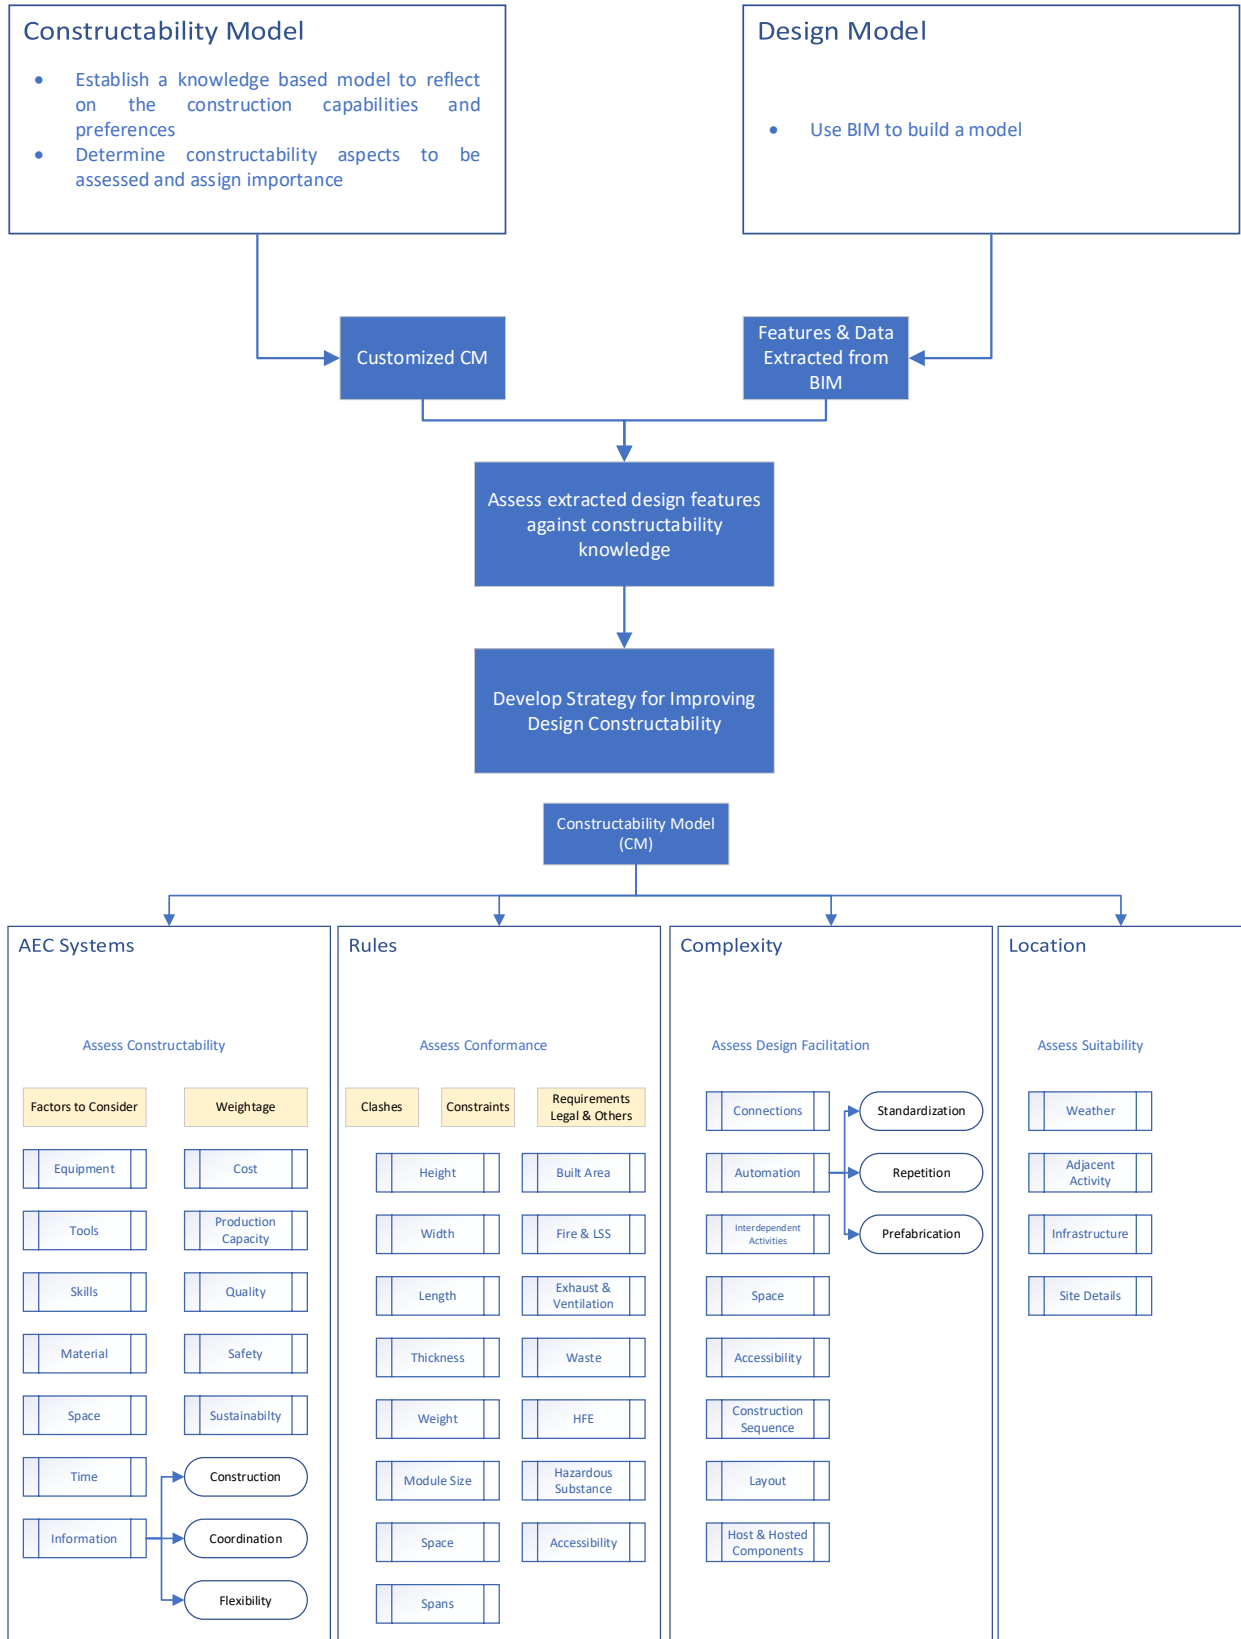 Constructability Model
• Establish a knowledge based model to reflect
on the construction capabilities and
preferences
• Determine constructability aspects to be
assessed and assign importance
Design Model
• Use BIM to build a model
Customized CM
Features & Data
Extracted from
BIM
Assess extracted design features
against constructability
knowledge
Develop Strategy for Improving
Design Constructability
Constructability Model
(CM)
AEC Systems
Assess Constructability
Factors to Consider
Equipment
Tools
Skills
Material
Space
Time
Information
Weightage
Cost
Production
Capacity
Quality
Safety
Sustainabilty
Construction
Coordination
Flexibility
Rules
Assess Conformance
Clashes
Constraints
Requirements
Legal & Others
Height
Width
Length
Thickness
Weight
Module Size
Space
Spans
Built Area
Fire & LSS
Exhaust &
Ventilation
Waste
HFE
Hazardous
Substance
Accessibility
Complexity
Assess Design Facilitation
Connections
Automation
Interdependent
Activities
Space
Accessibility
Construction
Sequence
Layout
Host & Hosted
Components
Standardization
Repetition
Prefabrication
Location
Assess Suitability
Weather
Adjacent
Activity
Infrastructure
Site Details